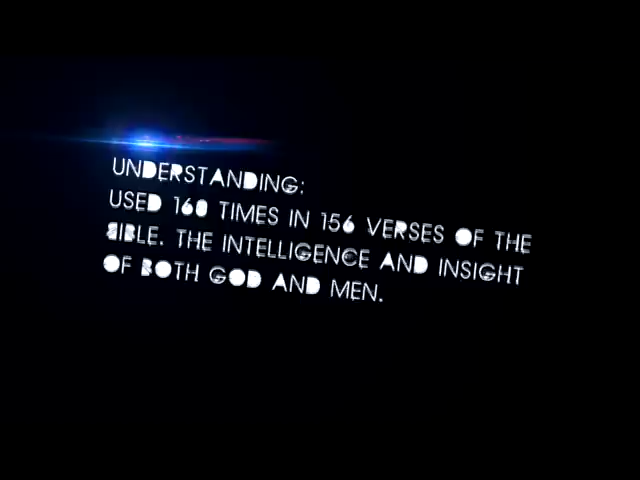 UNDERSTANDING:
USED 160 TIMES IN 156 VERSES OF THE
BIBLE. THE INTELLIGENCE AND INSIGHT
OF BOTH GOD AND MEN.